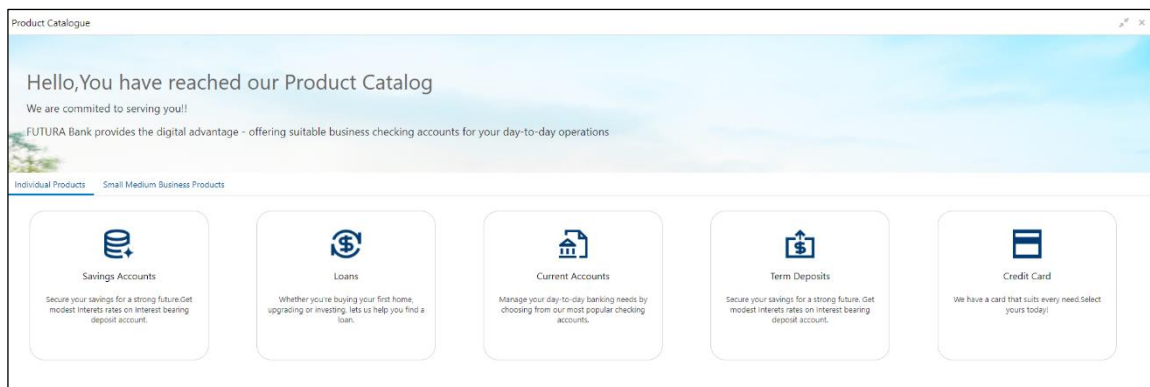 Product Catalogue
Hello,You have reached our Product Catalog
We are commited to serving you!!
FUTURA Bank provides the digital advantage - offering suitable business checking accounts for your day-to-day operations
Individual Products
Small Medium Business Products
Savings Accounts
Secure your savings for a strong future.Get
modest Interets rates on Interest bearing
deposit account.
Loans
Whether you're buying your first home,
upgrading or investing, lets us help you find a
loan.
Current Accounts
Manage your day-to-day banking needs by
choosing from our most popular checking
accounts.
Term Deposits
Secure your savings for a strong future. Get
modest Interets rates on Interest bearing
deposit account.
Credit Card
We have a card that suits every need.Select
yours today!